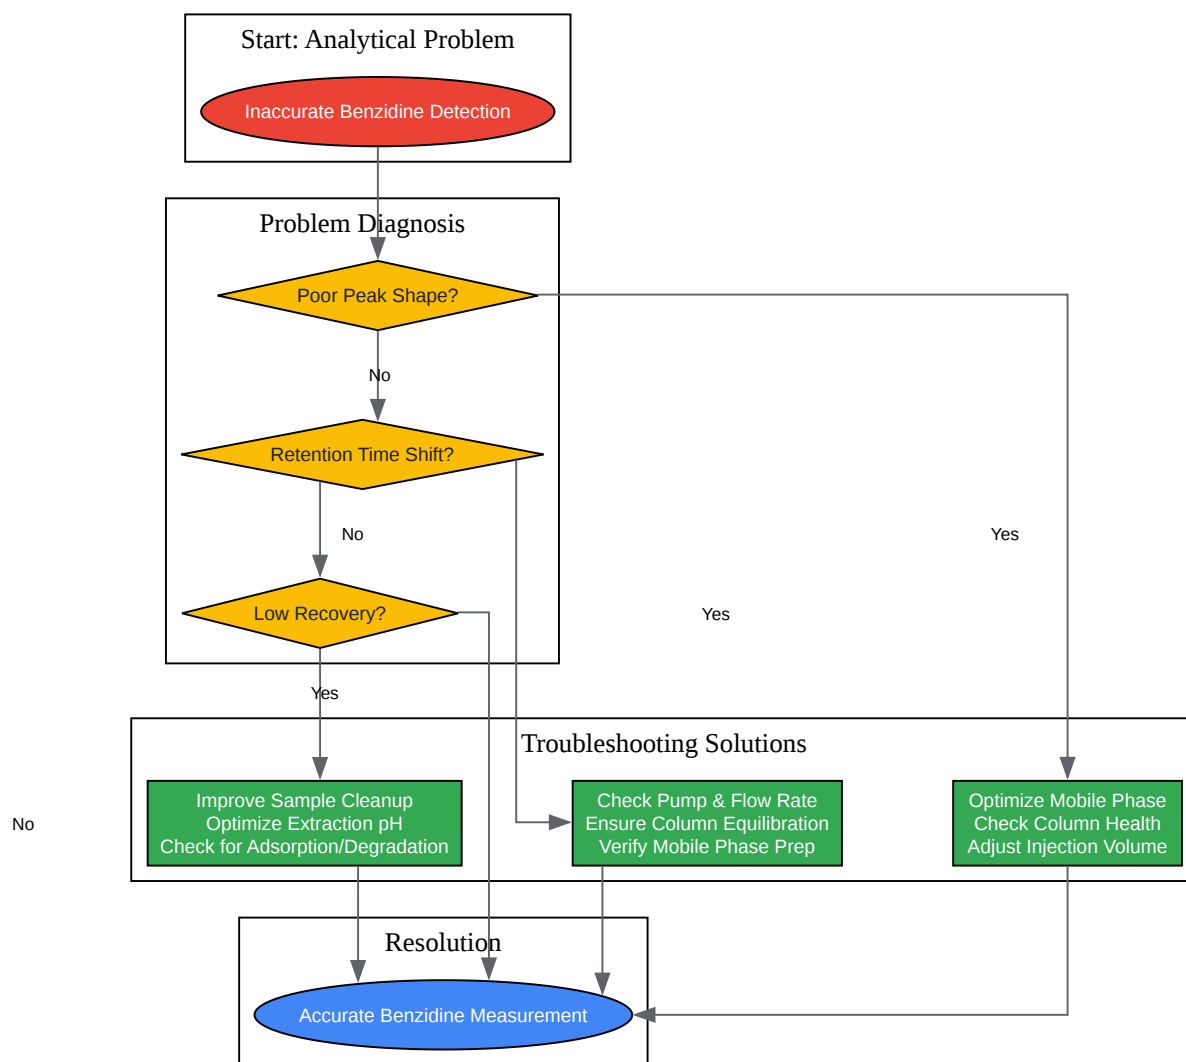 Start: Analytical Problem
Inaccurate Benzidine Detection
Problem Diagnosis
Poor Peak Shape?
No
Retention Time Shift?
No
Yes
Low Recovery?
Yes
Yes
Troubleshooting Solutions
Improve Sample Cleanup
Optimize Extraction pH
Check for Adsorption/Degradation
Check Pump & Flow Rate
Ensure Column Equilibration
Verify Mobile Phase Prep
Optimize Mobile Phase
Check Column Health
Adjust Injection Volume
No
Resolution
Accurate Benzidine Measurement